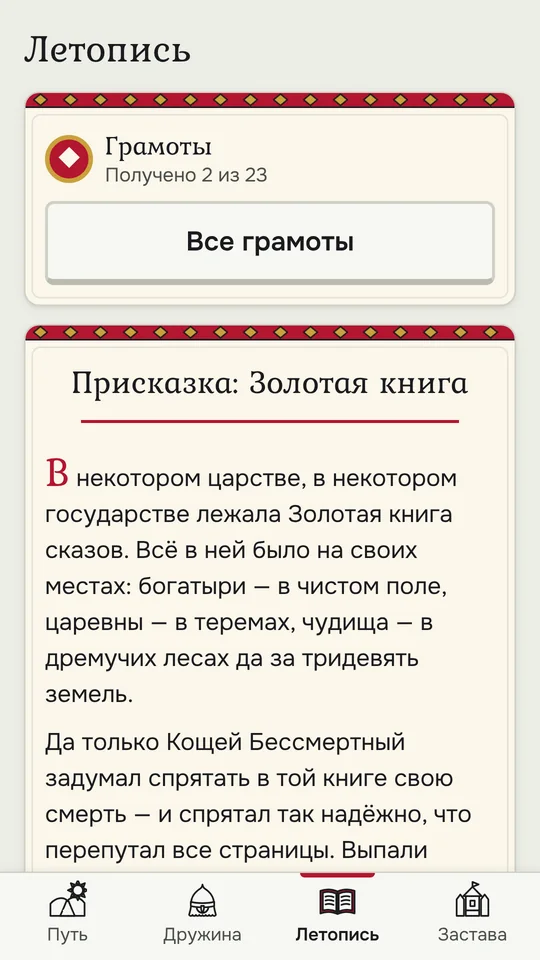 Летопись
Грамоты
Получено 2 из 23
Все грамоты
Присказка: Золотая книга
В некотором царстве, в некотором
государстве лежала Золотая книга
сказов. Всё в ней было на своих
местах: богатыри — в чистом поле,
царевны — в теремах, чудища — в
дремучих лесах да за тридевять
земель.
Да только Кощей Бессмертный
задумал спрятать в той книге свою
смерть — и спрятал так надёжно, что
перепутал все страницы. Выпали
Путь
Дружина
Летопись
Застава